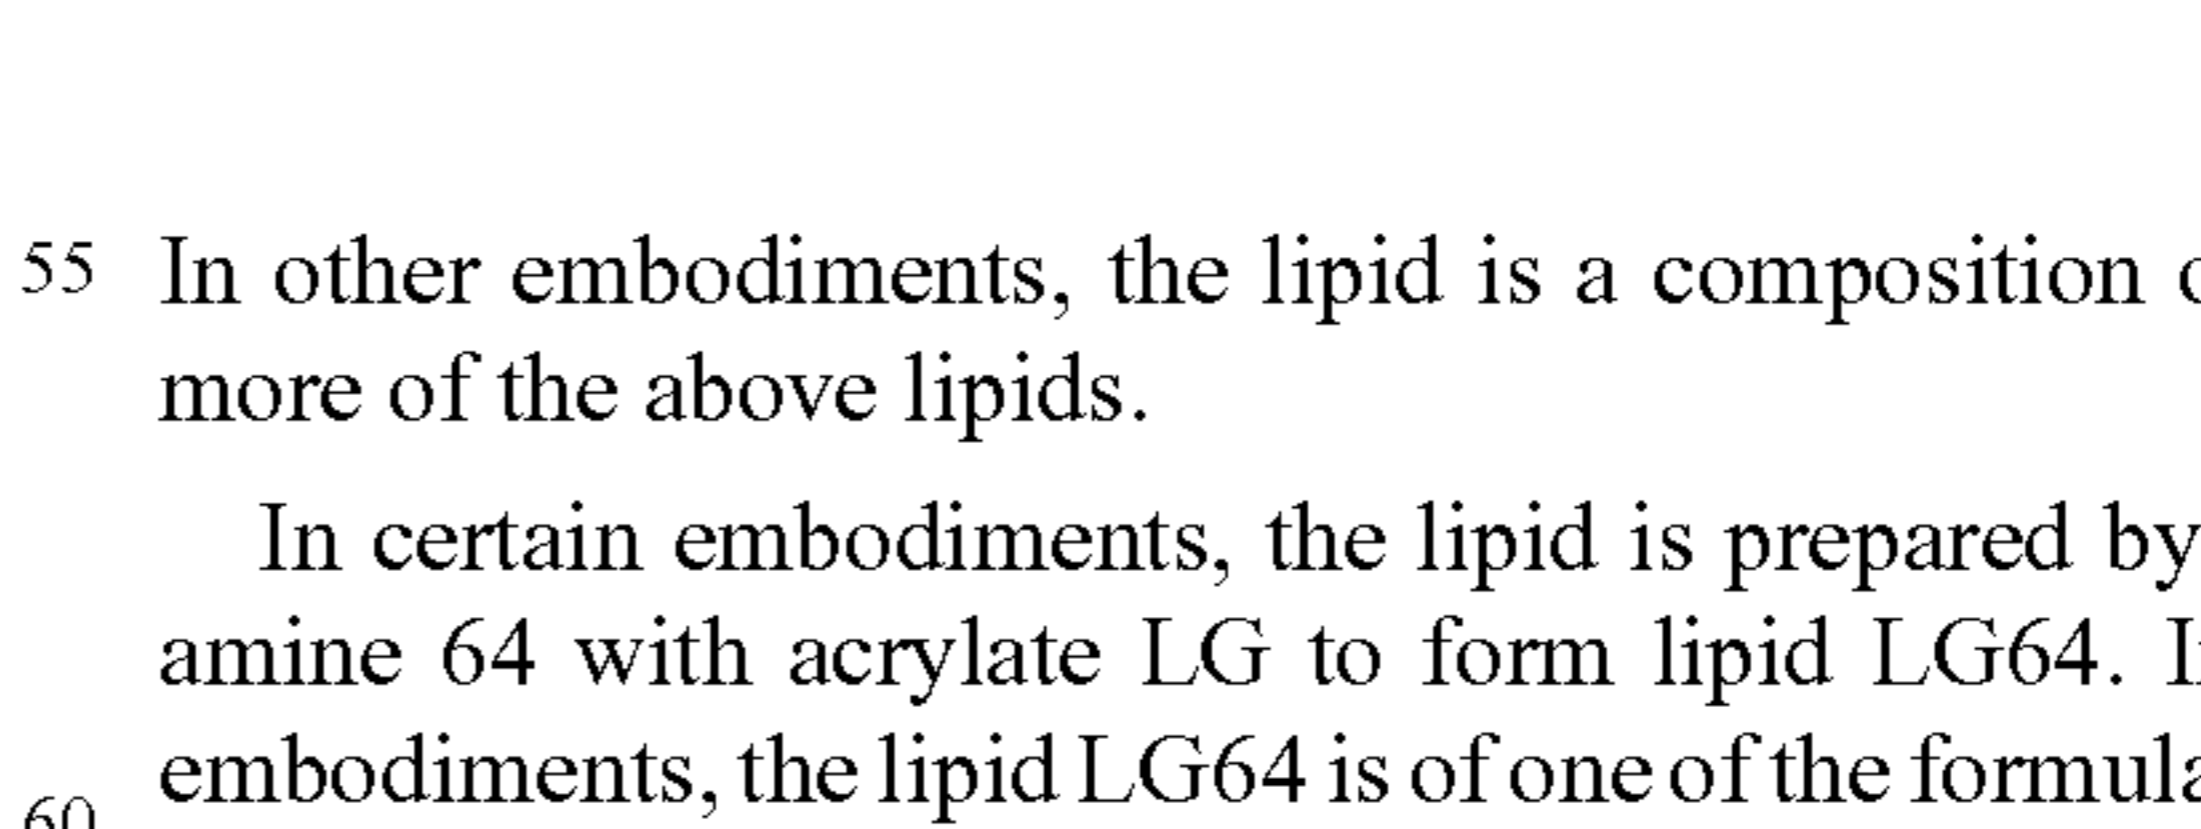 55 In other embodiments, the lipid is a composition
more of the above lipids.
In certain embodiments, the lipid is prepared by
amine 64 with acrylate LG to form lipid LG64.
embodiments, the lipid LG64 is of one of the
60